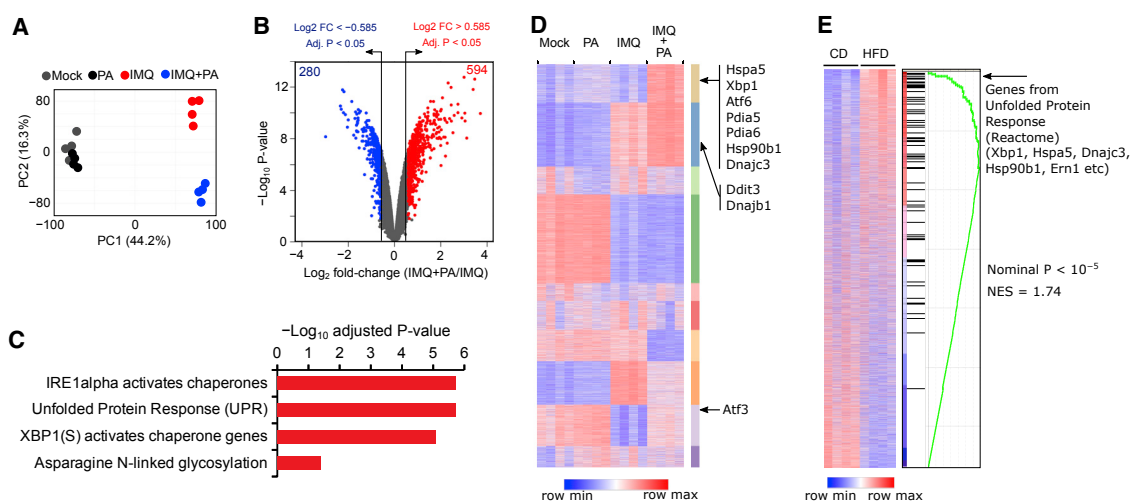 A
Mock PA IMQ IMQ+PA
80
0
−80
PC2 (16.3%)
−100 0 100
PC1 (44.2%)
B
Log2 FC < −0.585
Adj. P < 0.05
Log2 FC > 0.585
Adj. P < 0.05
280
594
12
8
4
0
−Log10 P-value
−4 −2 0 2 4
Log2 fold-change (IMQ+PA/IMQ)
C
−Log10 adjusted P-value
0 1 2 3 4 5 6
IRE1alpha activates chaperones
Unfolded Protein Response (UPR)
XBP1(S) activates chaperone genes
Asparagine N-linked glycosylation
D
Mock PA IMQ IMQ
+
PA
Hspa5
Xbp1
Atf6
Pdia5
Pdia6
Hsp90b1
Dnajc3
Ddit3
Dnajb1
Atf3
row min row max
E
CD HFD
Genes from
Unfolded Protein
Response
(Reactome)
(Xbp1, Hspa5, Dnajc3,
Hsp90b1, Ern1 etc)
Nominal P < 10⁻⁵
NES = 1.74
row min row max